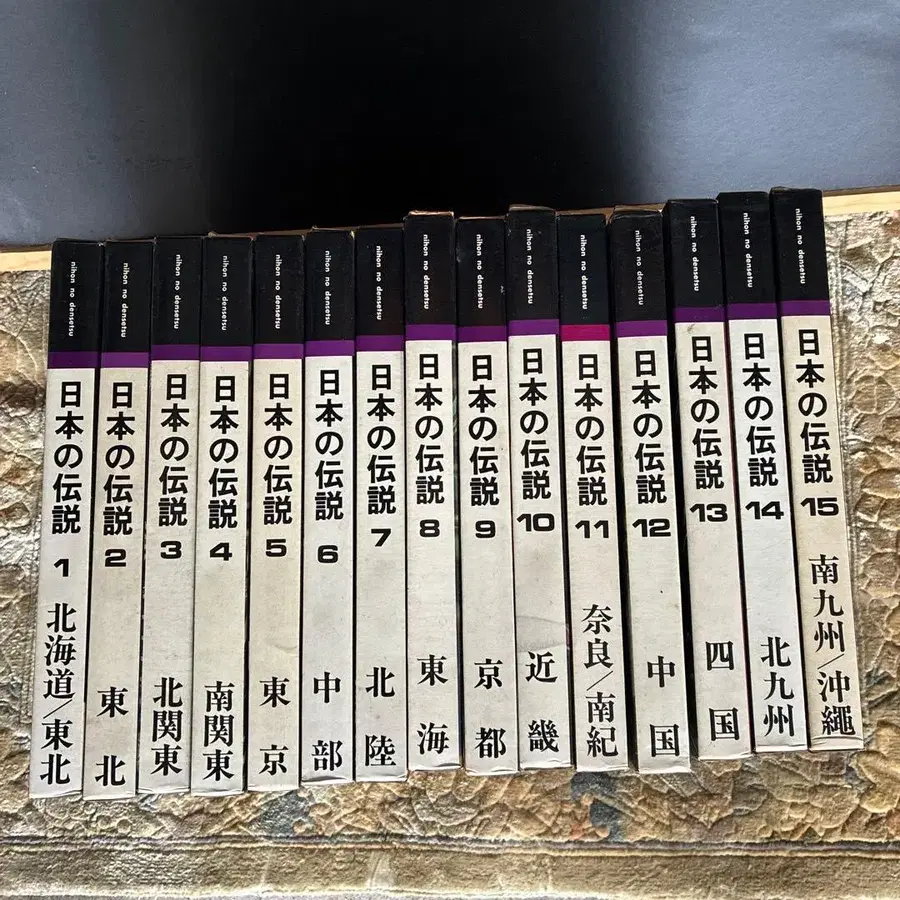 nihon no densetsu
日本の伝説 1 北海道/東北
nihon no densetsu
日本の伝説 2 東北
nihon no densetsu
日本の伝説 3 北関東
nihon no densetsu
日本の伝説 4 南関東
nihon no densetsu
日本の伝説 5 東京
nihon no densetsu
日本の伝説 6 中部
nihon no densetsu
日本の伝説 7 北陸
nihon no densetsu
日本の伝説 8 東海
nihon no densetsu
日本の伝説 9 京都
nihon no densetsu
日本の伝説 10 近畿
nihon no densetsu
日本の伝説 11 奈良/南紀
nihon no densetsu
日本の伝説 12 中国
nihon no densetsu
日本の伝説 13 四国
nihon no densetsu
日本の伝説 14 北九州
nihon no densetsu
日本の伝説 15 南九州/沖縄